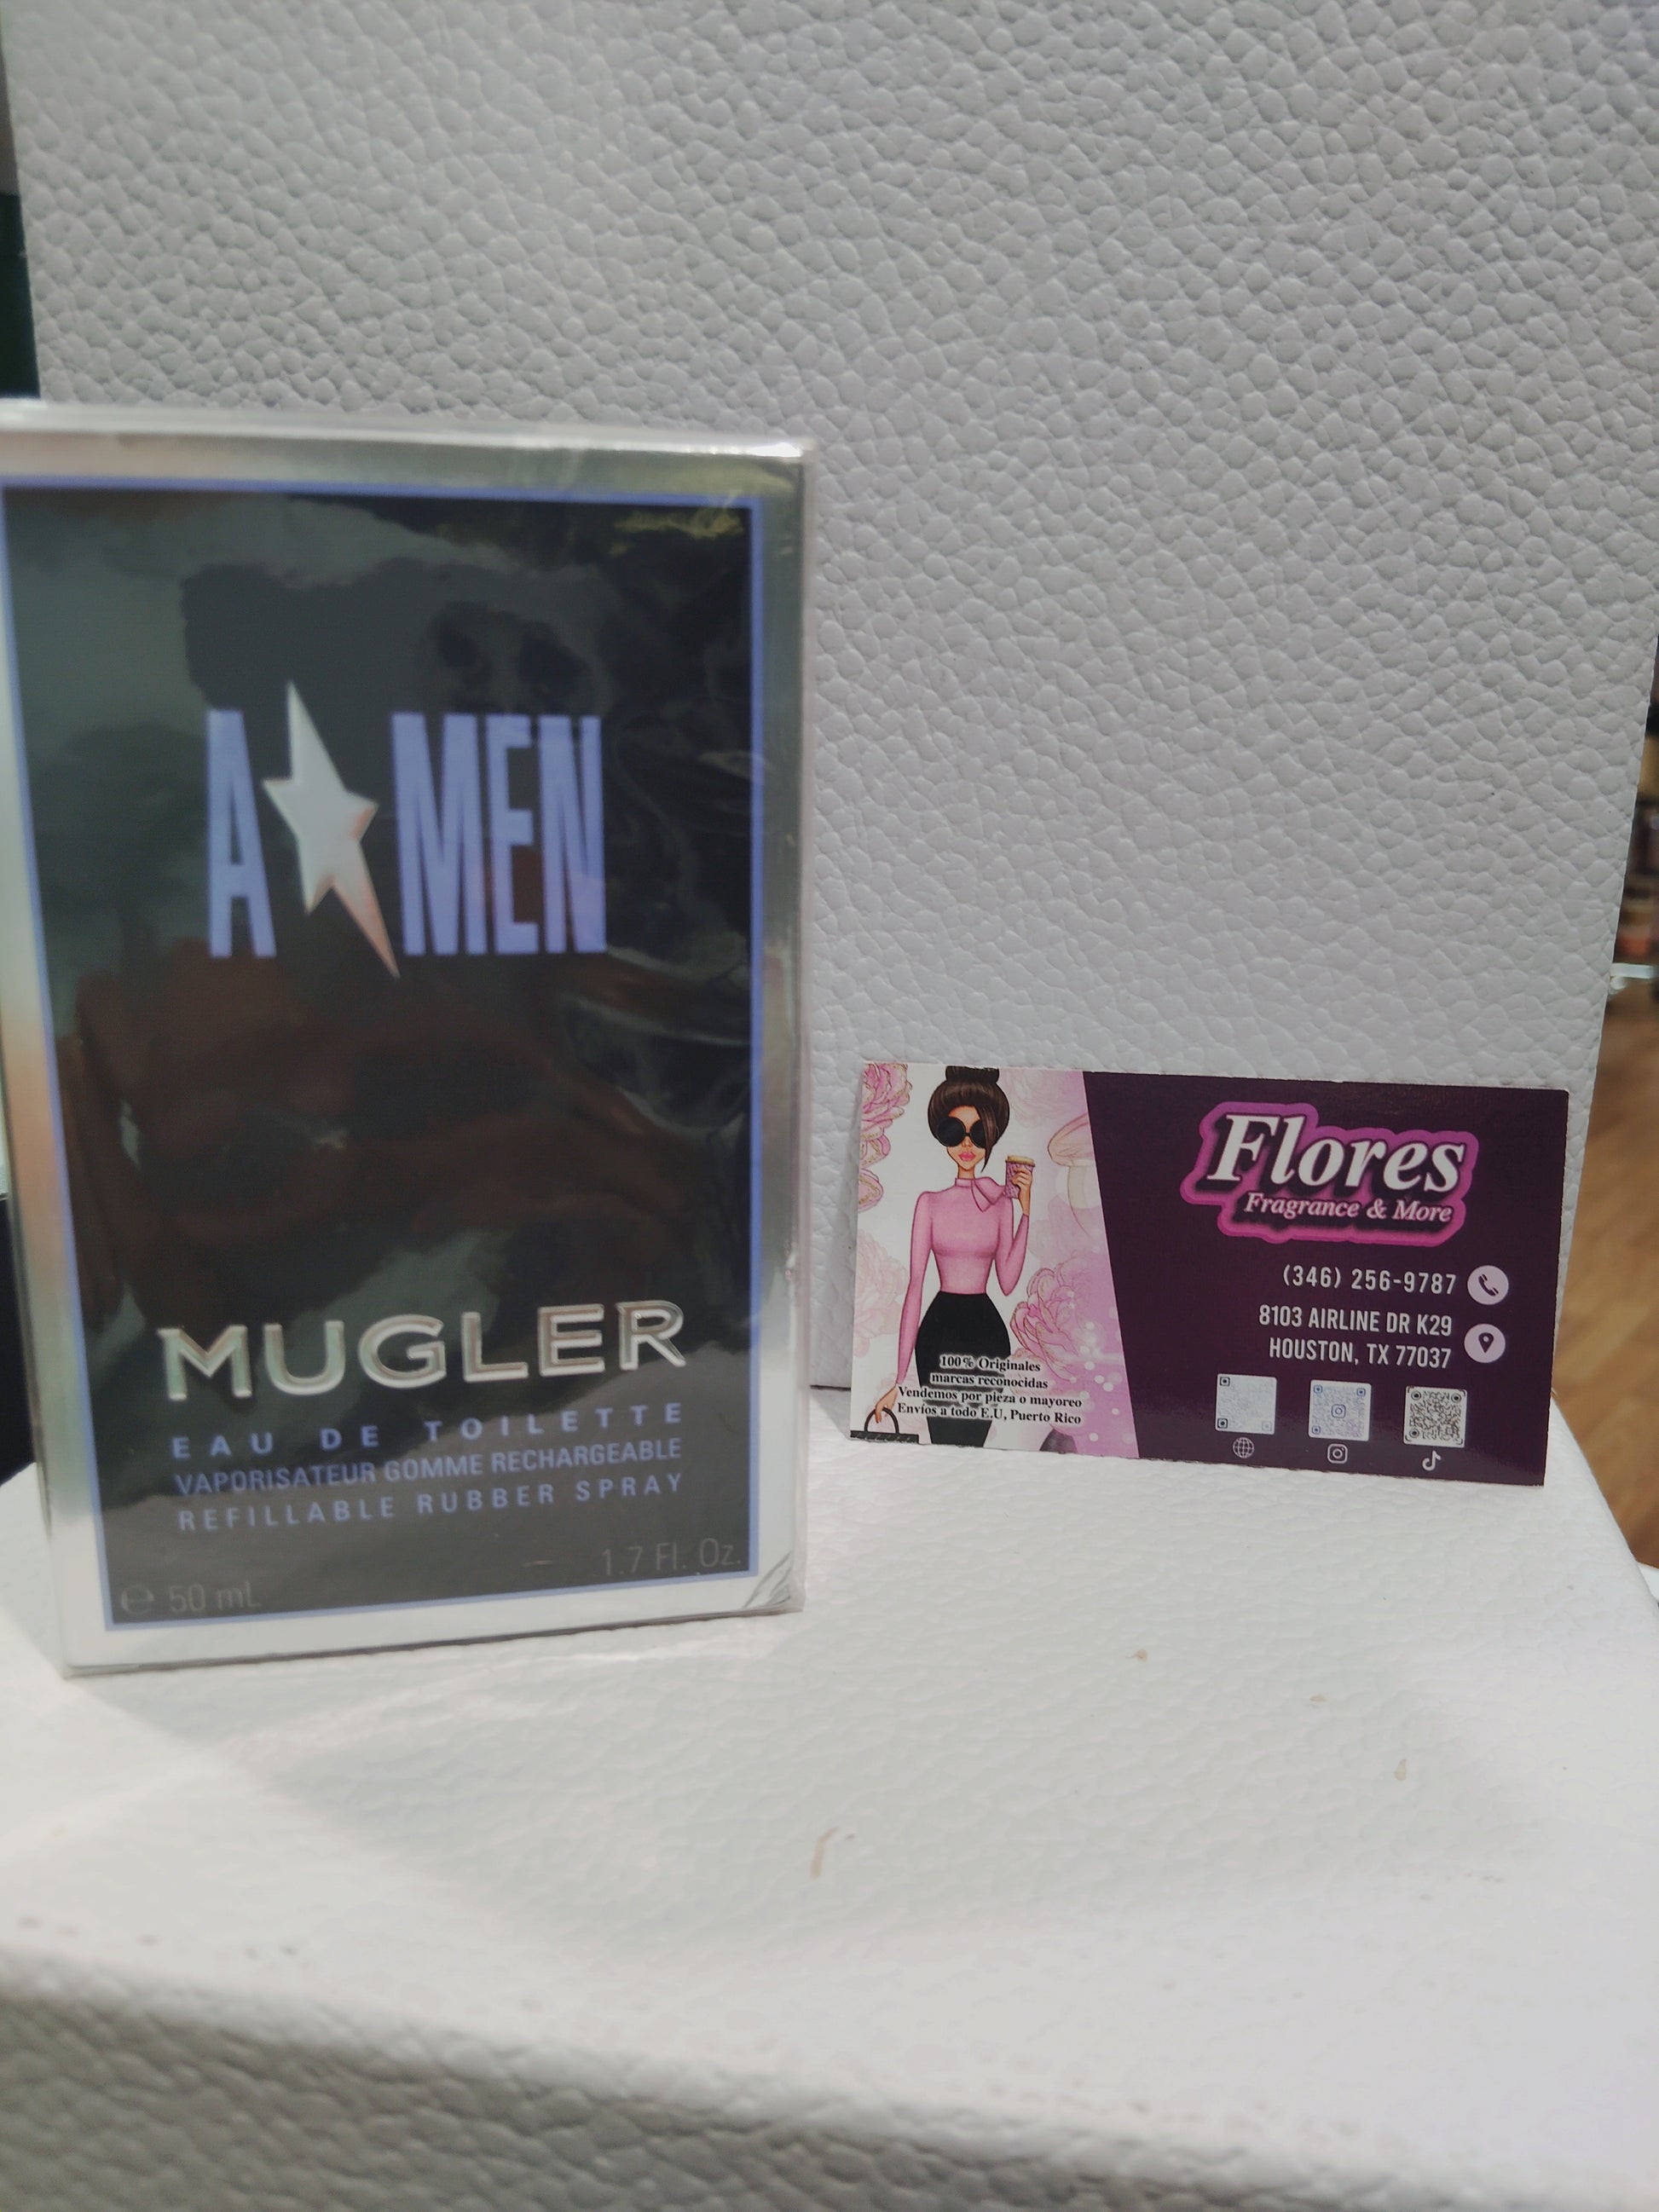 A MEN
MUGLER
EAU DE TOILETTE
VAPORISATEUR GOMME RECHARGEABLE
REFILLABLE RUBBER SPRAY
1.7 Fl. Oz.
e 50 mL
Flores
Fragrance & More
(346) 256-9787
8103 AIRLINE DR K29
HOUSTON, TX 77037
100% Originales
marcas reconocidas
Vendemos por pieza o mayoreo
Envios a todo E.U, Puerto Rico